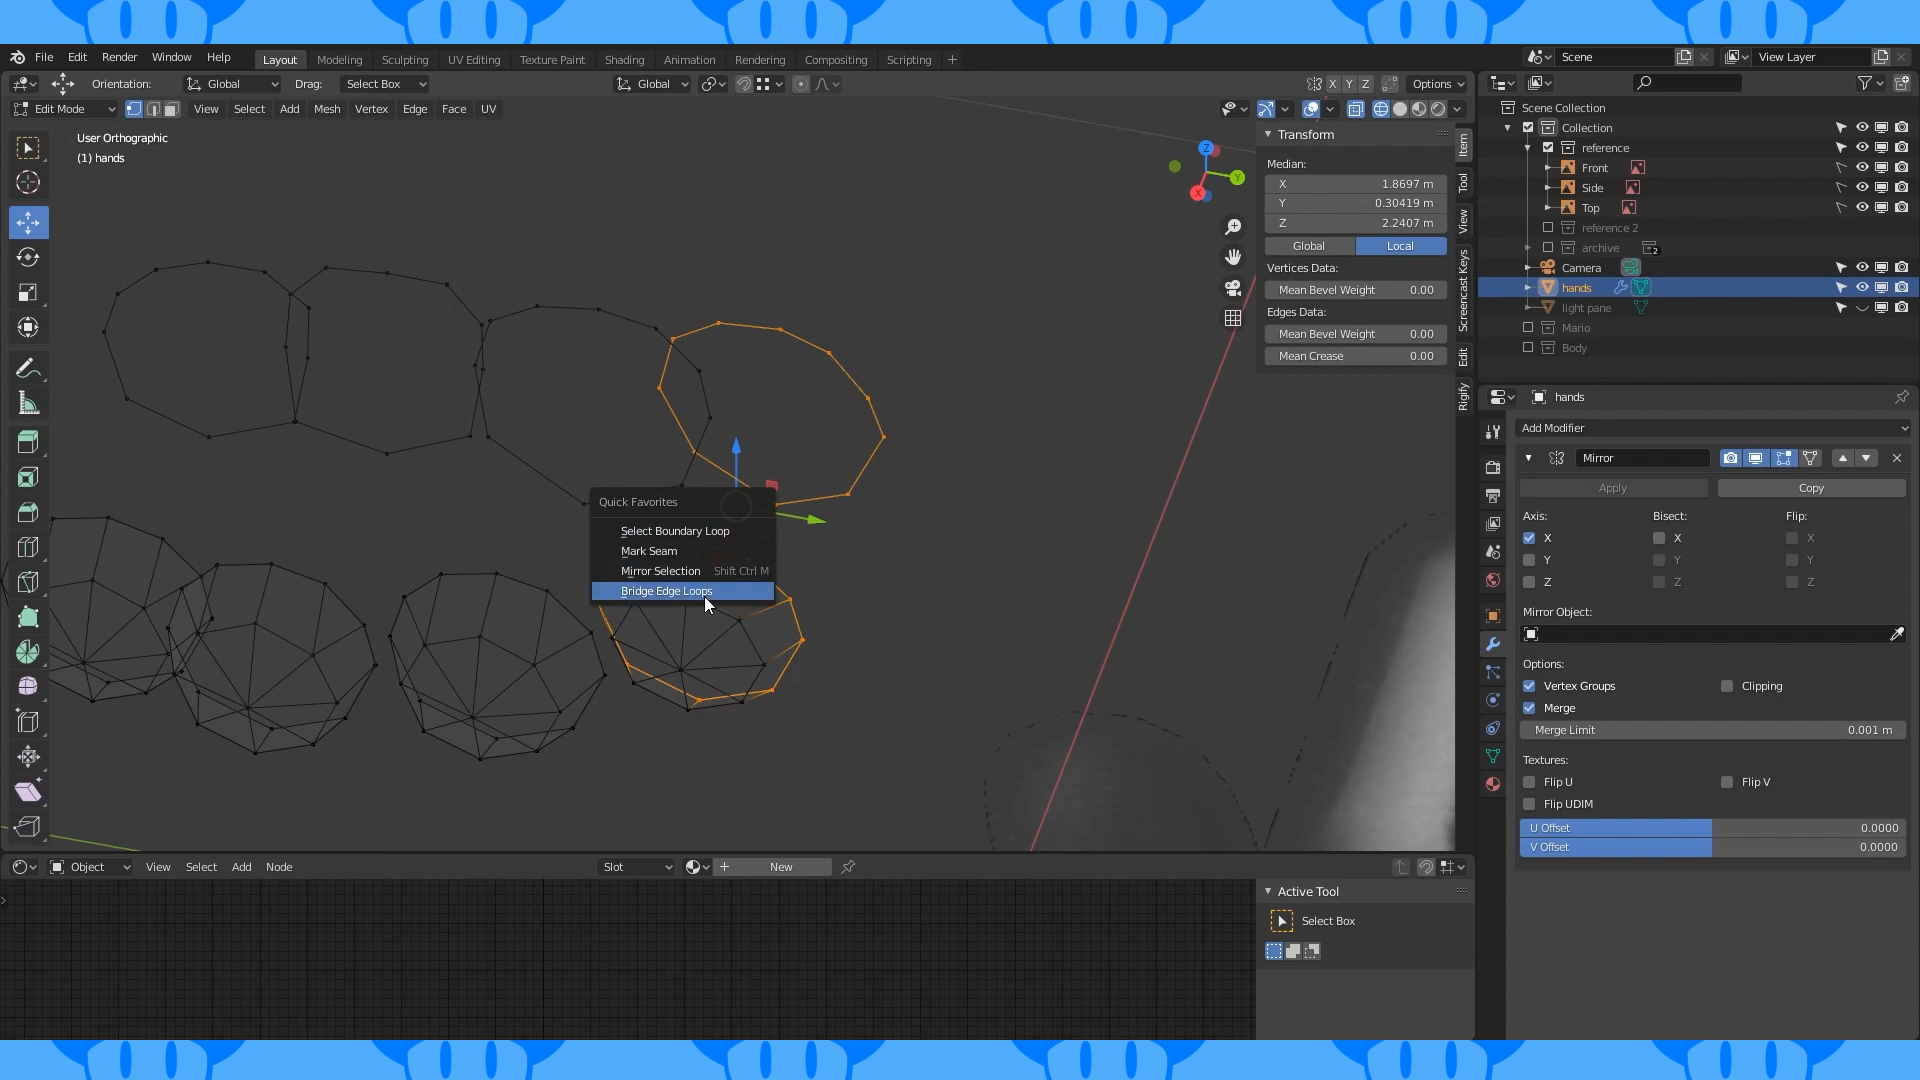 File Edit Render Window Help Layout Modeling Sculpting UV Editing Texture Paint Shading Animation Rendering Compositing Scripting + Scene View Layer
Orientation: Global Drag: Select Box Global X Y Z Options
Edit Mode View Select Add Mesh Vertex Edge Face UV
User Orthographic
(1) hands
Z
Y
X
Transform
Median:
X 1.8697 m
Y 0.30419 m
Z 2.2407 m
Global Local
Vertices Data:
Mean Bevel Weight 0.00
Edges Data:
Mean Bevel Weight 0.00
Mean Crease 0.00
Item
Tool
View
Screencast Keys
Edit
Rigify
Quick Favorites
Select Boundary Loop
Mark Seam
Mirror Selection Shift Ctrl M
Bridge Edge Loops
Scene Collection
Collection
reference
Front
Side
Top
reference 2
archive 2
Camera
hands
light pane
Mario
Body
hands
Add Modifier
Mirror
Apply Copy
Axis: Bisect: Flip:
X X X
Y Y Y
Z Z Z
Mirror Object:
Options:
Vertex Groups Clipping
Merge
Merge Limit 0.001 m
Textures:
Flip U Flip V
Flip UDIM
U Offset 0.0000
V Offset 0.0000
Object View Select Add Node Slot + New
Active Tool
Select Box